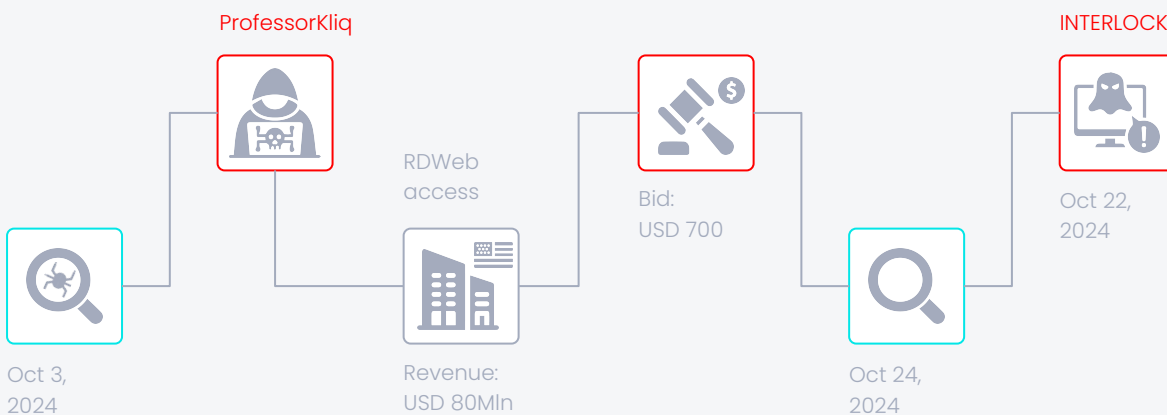 ProfessorKliq
INTERLOCK
RDWeb
access
Bid:
USD 700
Oct 22,
2024
Oct 3,
2024
Revenue:
USD 80Mln
Oct 24,
2024